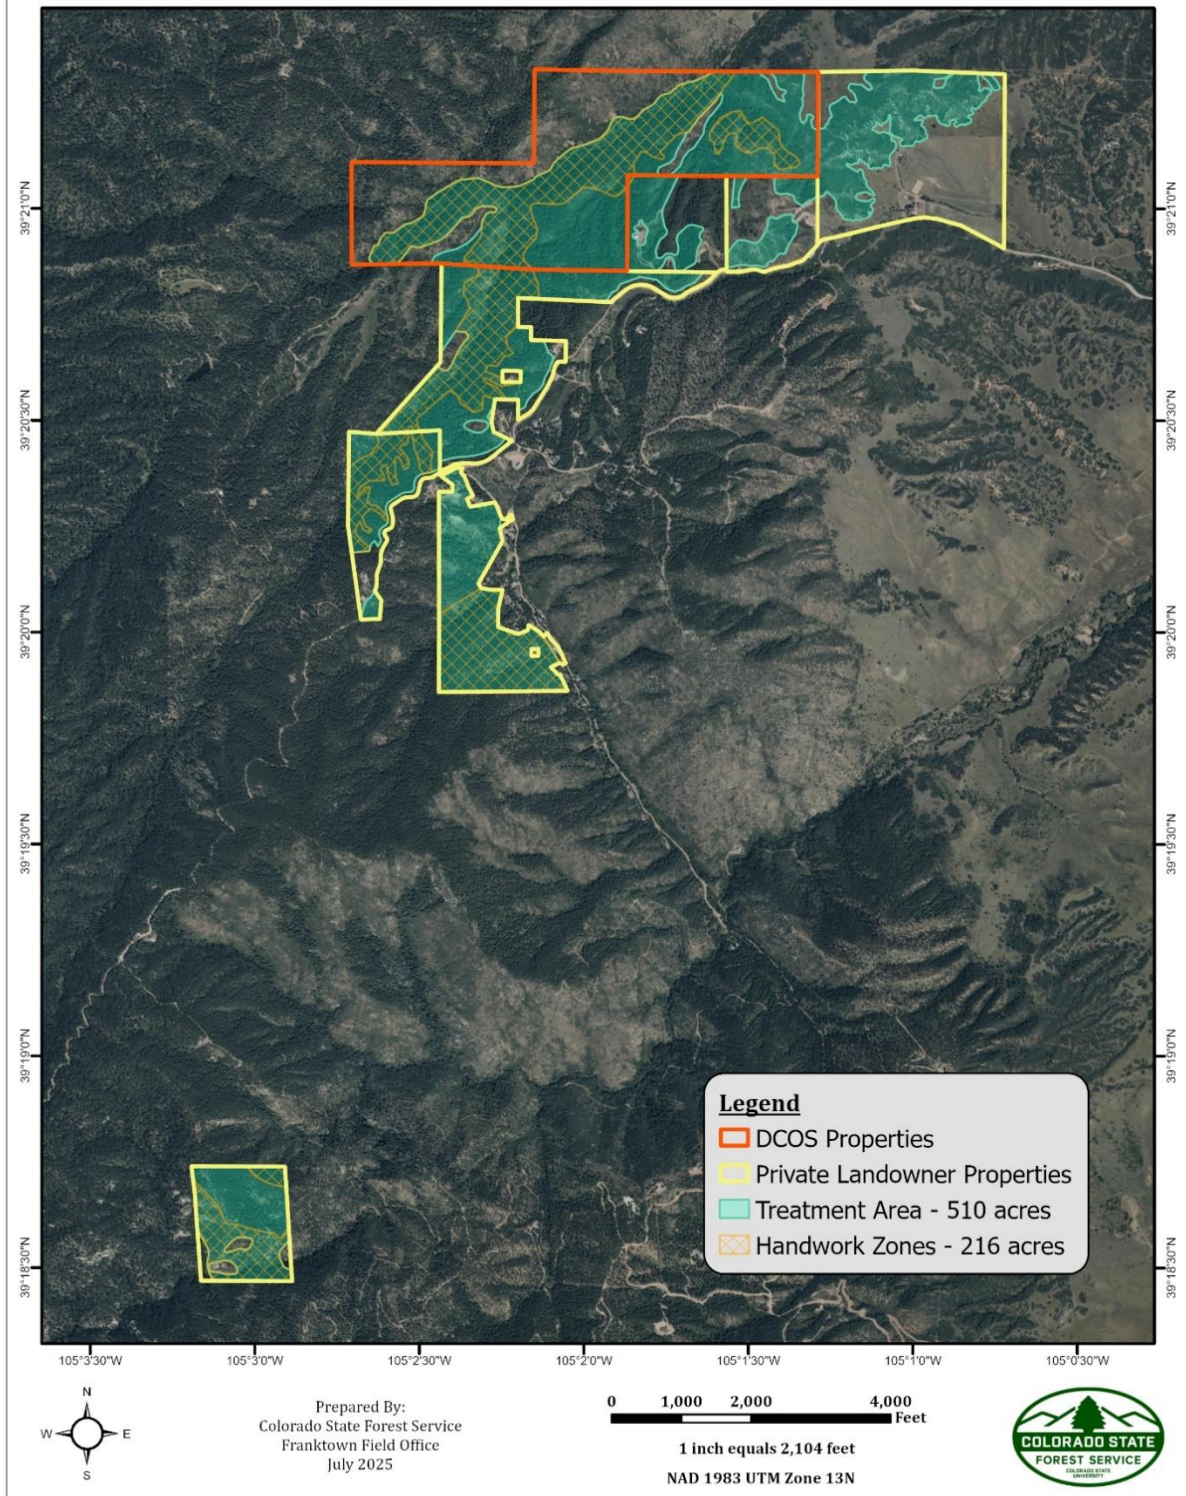 39°21'0"N
39°21'0"N
39°20'30"N
39°20'30"N
39°20'0"N
39°20'0"N
39°19'30"N
39°19'30"N
39°19'0"N
39°19'0"N
Legend
DCOS Properties
Private Landowner Properties
Treatment Area - 510 acres
Handwork Zones - 216 acres
39°18'30"N
39°18'30"N
105°3'30"W
105°3'0"W
105°2'30"W
105°2'0"W
105°1'30"W
105°1'0"W
105°0'30"W
N
W
E
S
Prepared By:
Colorado State Forest Service
Franktown Field Office
July 2025
0 1,000 2,000 4,000
Feet
1 inch equals 2,104 feet
NAD 1983 UTM Zone 13N
COLORADO STATE
FOREST SERVICE
COLORADO STATE
UNIVERSITY